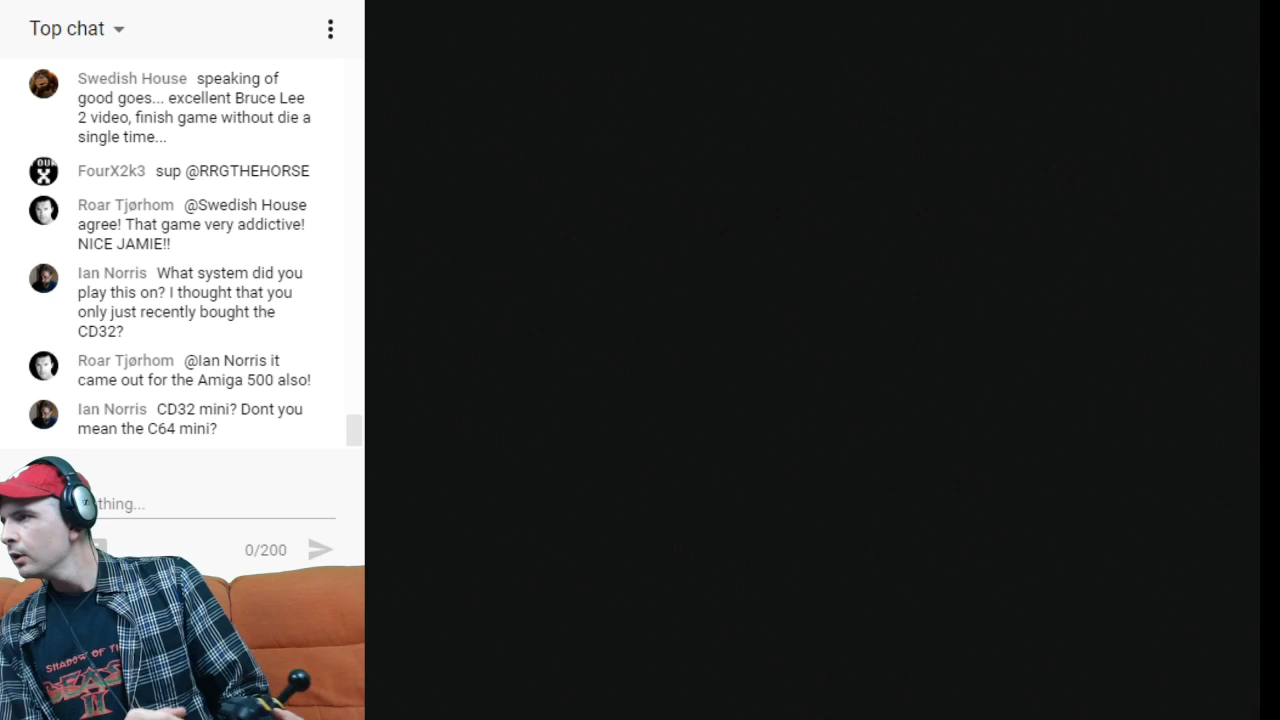 Top chat
Swedish House speaking of
good goes... excellent Bruce Lee
2 video, finish game without die a
single time...
FourX2k3 sup @RRGTHEHORSE
Roar Tjørhom @Swedish House
agree! That game very addictive!
NICE JAMIE!!
Ian Norris What system did you
play this on? I thought that you
only just recently bought the
CD32?
Roar Tjørhom @Ian Norris it
came out for the Amiga 500 also!
Ian Norris CD32 mini? Dont you
mean the C64 mini?
thing...
0/200
SHADOW OF TH
BEAS
II